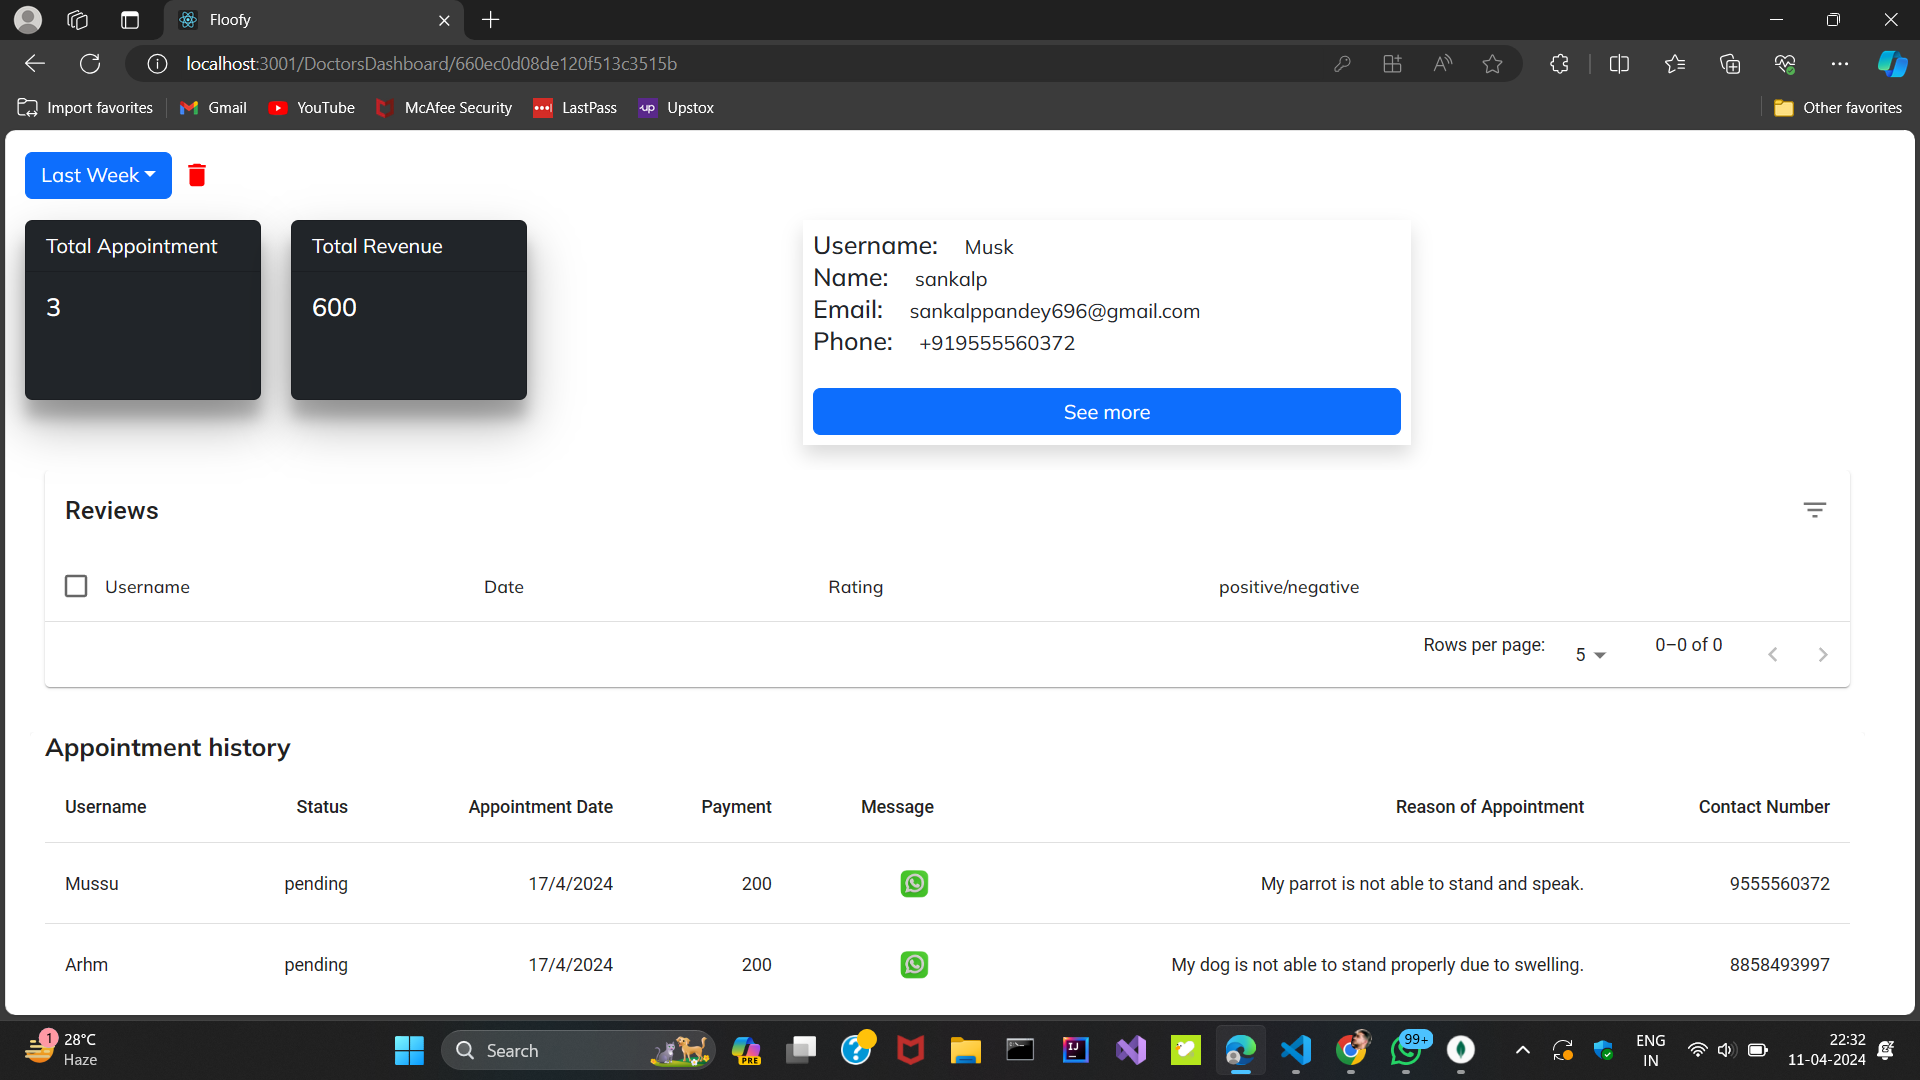 Floofy
localhost:3001/DoctorsDashboard/660ec0d08de120f513c3515b
Import favorites Gmail YouTube McAfee Security LastPass up Upstox Other favorites
Last Week
Total Appointment
3
Total Revenue
600
Username: Musk
Name: sankalp
Email: sankalppandey696@gmail.com
Phone: +919555560372
See more
Reviews
Username Date Rating positive/negative
Rows per page: 5 0–0 of 0
Appointment history
Username Status Appointment Date Payment Message Reason of Appointment Contact Number
Mussu pending 17/4/2024 200 My parrot is not able to stand and speak. 9555560372
Arhm pending 17/4/2024 200 My dog is not able to stand properly due to swelling. 8858493997
1 28°C
Haze
Search
PRE
IJ
99+
ENG
IN
22:32
11-04-2024